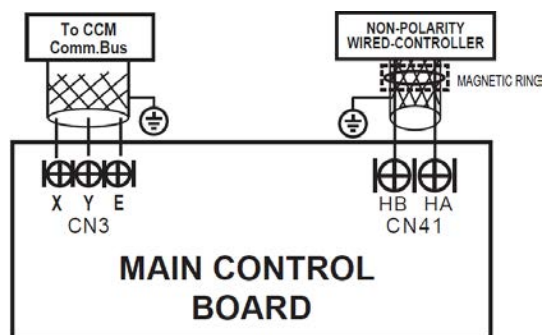 To CCM
Comm.Bus
NON-POLARITY
WIRED-CONTROLLER
MAGNETIC RING
X Y E
CN3
HB HA
CN41
MAIN CONTROL
BOARD